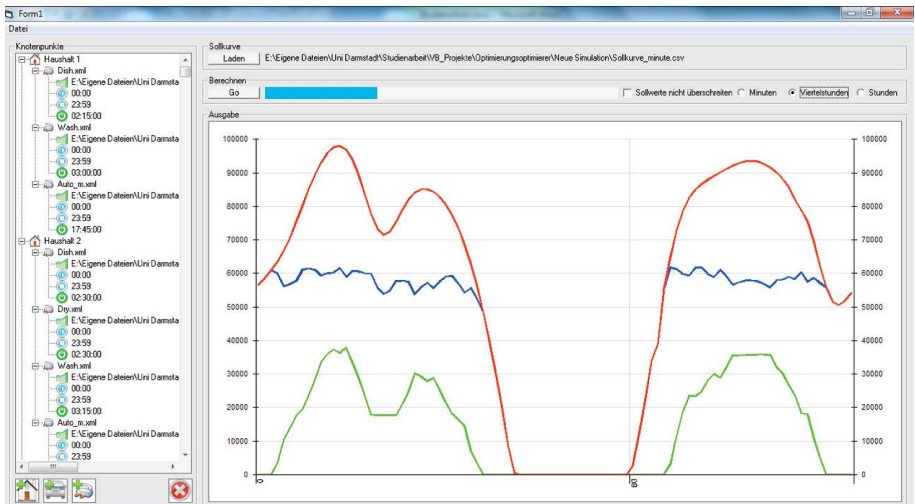 Form1
Datei
Knotenpunkte
Haushalt 1
Dish.xml
E:\Eigene Dateien\Uni Darmsta
00:00
23:59
02:15:00
Wash.xml
E:\Eigene Dateien\Uni Darmsta
00:00
23:59
03:00:00
Auto_m.xml
E:\Eigene Dateien\Uni Darmsta
00:00
23:59
17:45:00
Haushalt 2
Dish.xml
E:\Eigene Dateien\Uni Darmsta
00:00
23:59
02:30:00
Dry.xml
E:\Eigene Dateien\Uni Darmsta
00:00
23:59
02:30:00
Wash.xml
E:\Eigene Dateien\Uni Darmsta
00:00
23:59
03:15:00
Auto_m.xml
E:\Eigene Dateien\Uni Darmsta
00:00
23:59
Sollkurve
Laden E:\Eigene Dateien\Uni Darmstadt\Studienarbeit\VB_Projekte\Optimierungsoptimierer\Neue Simulation\Sollkurve_minute.csv
Berechnen
Go Sollwerte nicht überschreiten Minuten Viertelstunden Stunden
Ausgabe
100000 100000
90000 90000
80000 80000
70000 70000
60000 60000
50000 50000
40000 40000
30000 30000
20000 20000
10000 10000
0 0
0 60